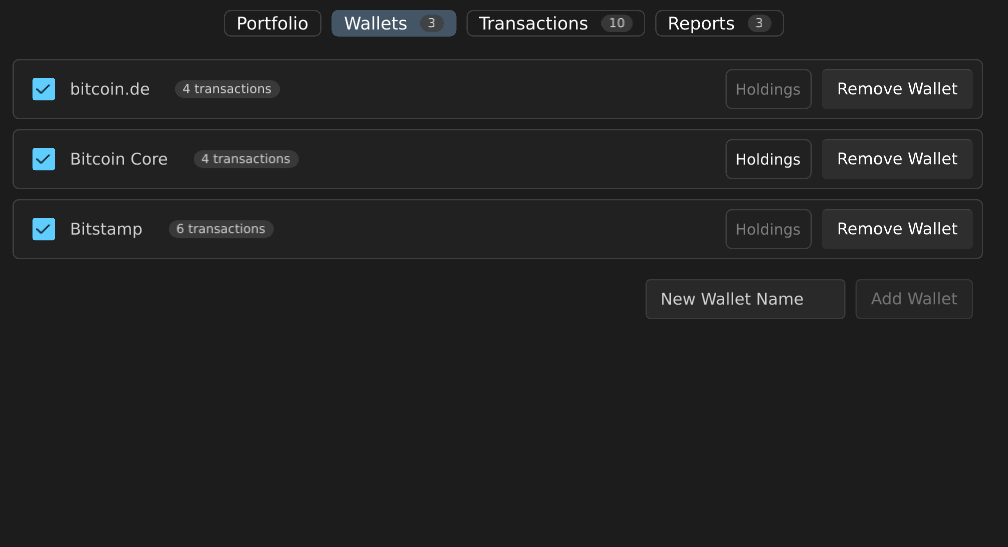 Portfolio Wallets 3 Transactions 10 Reports 3
bitcoin.de 4 transactions Holdings Remove Wallet
Bitcoin Core 4 transactions Holdings Remove Wallet
Bitstamp 6 transactions Holdings Remove Wallet
New Wallet Name Add Wallet